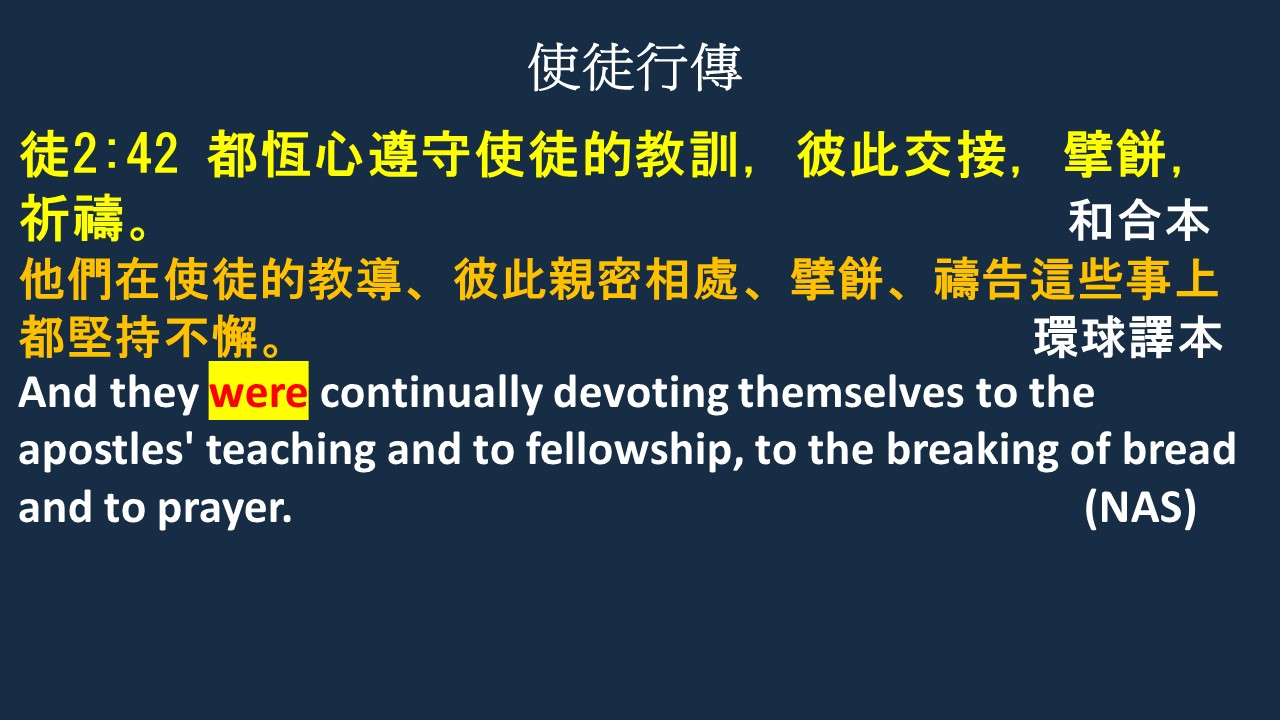 使徒行傳
徒2:42 都恆心遵守使徒的教訓, 彼此交接, 擘餅,
祈禱。 和合本
他們在使徒的教導、彼此親密相處、擘餅、禱告這些事上
都堅持不懈。 環球譯本
And they were continually devoting themselves to the
apostles' teaching and to fellowship, to the breaking of bread
and to prayer. (NAS)